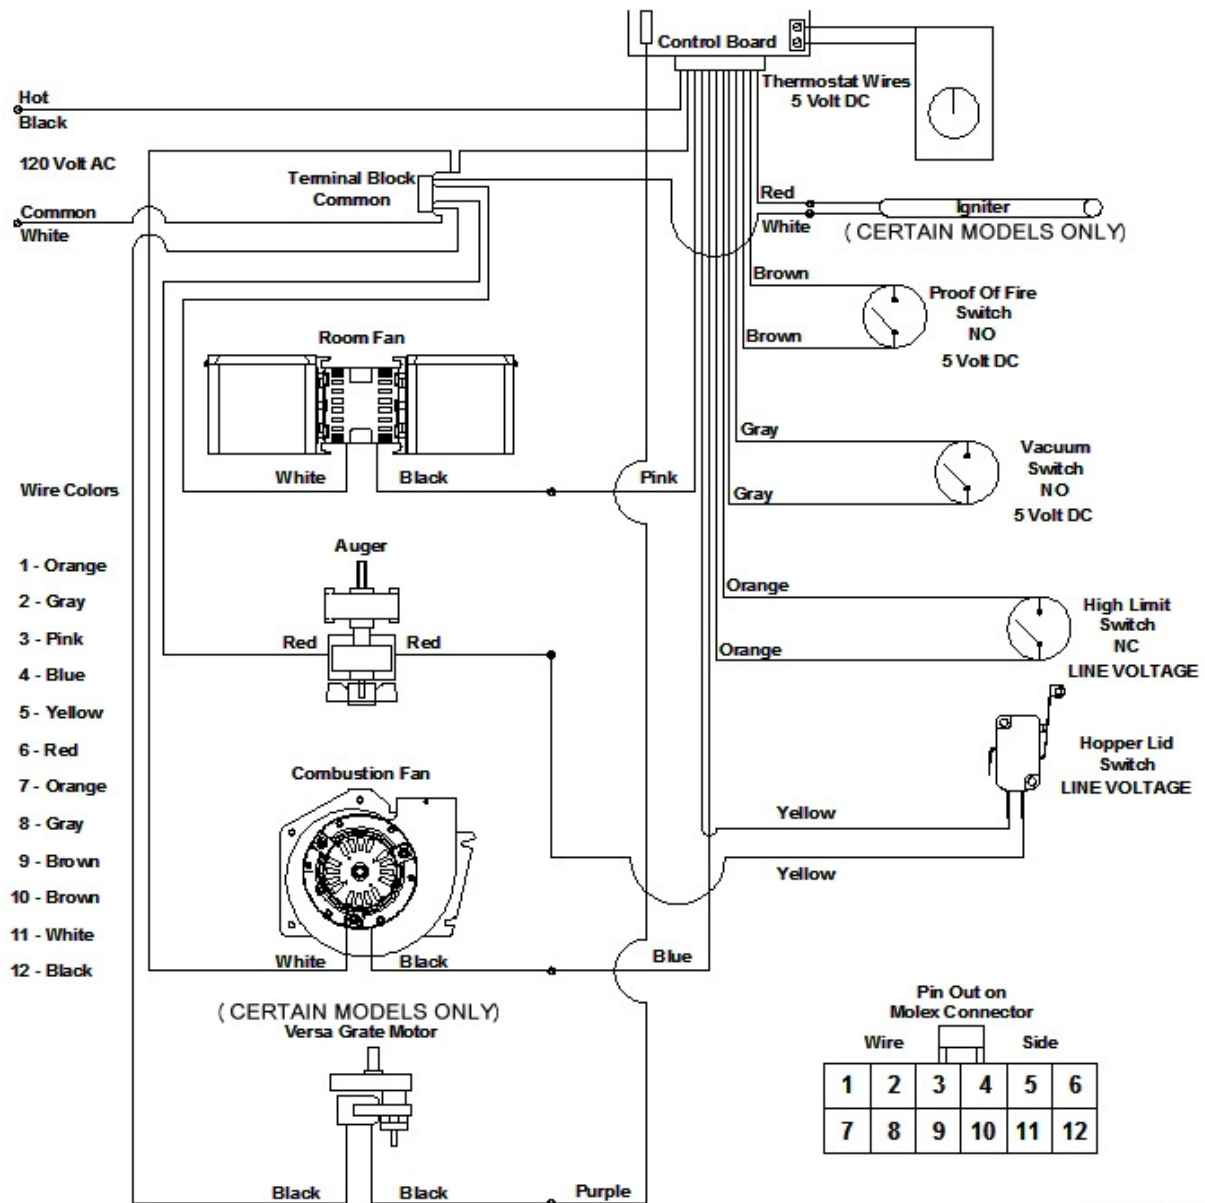 Control Board
Thermostat Wires
5 Volt DC
Hot
Black
120 Volt AC
Terminal Block
Common
Common
White
Red
White
Igniter
( CERTAIN MODELS ONLY)
Brown
Brown
Proof Of Fire
Switch
NO
5 Volt DC
Room Fan
White
Black
Pink
Gray
Gray
Vacuum
Switch
NO
5 Volt DC
Wire Colors
1 - Orange
2 - Gray
3 - Pink
4 - Blue
5 - Yellow
6 - Red
7 - Orange
8 - Gray
9 - Brown
10 - Brown
11 - White
12 - Black
Auger
Red
Red
Orange
Orange
High Limit
Switch
NC
LINE VOLTAGE
Hopper Lid
Switch
LINE VOLTAGE
Yellow
Yellow
Combustion Fan
White
Black
Blue
( CERTAIN MODELS ONLY)
Versa Grate Motor
Black
Black
Purple
Pin Out on
Molex Connector
Wire Side
1 2 3 4 5 6
7 8 9 10 11 12